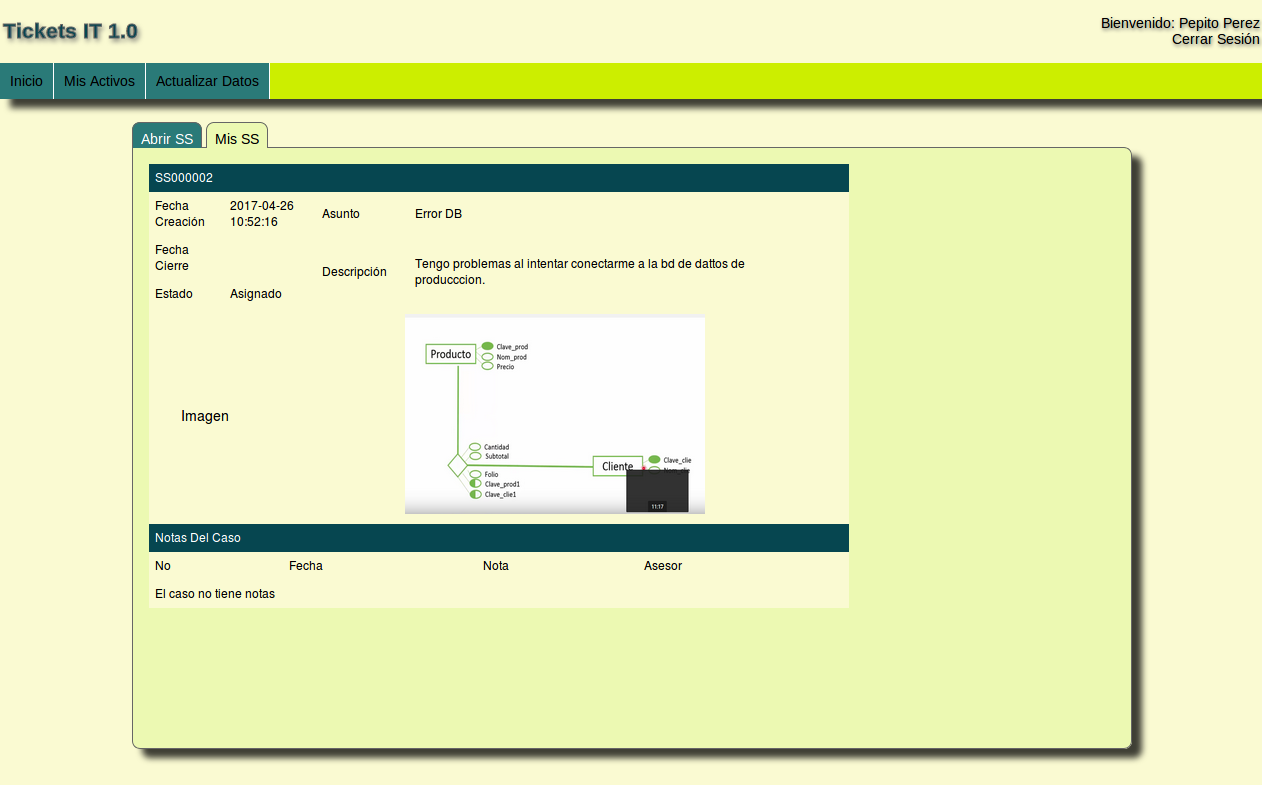 Tickets IT 1.0
Bienvenido: Pepito Perez
Cerrar Sesión
Inicio
Mis Activos
Actualizar Datos
Abrir SS
Mis SS
SS000002
Fecha
Creación
2017-04-26
10:52:16
Asunto
Error DB
Fecha
Cierre
Descripción
Tengo problemas al intentar conectarme a la bd de dattos de
producccion.
Estado
Asignado
Imagen
Producto
Clave_prod
Nom_prod
Precio
Cantidad
Subtotal
Folio
Clave_prod1
Clave_clie1
Cliente
Clave_clie
11:17
Notas Del Caso
No
Fecha
Nota
Asesor
El caso no tiene notas